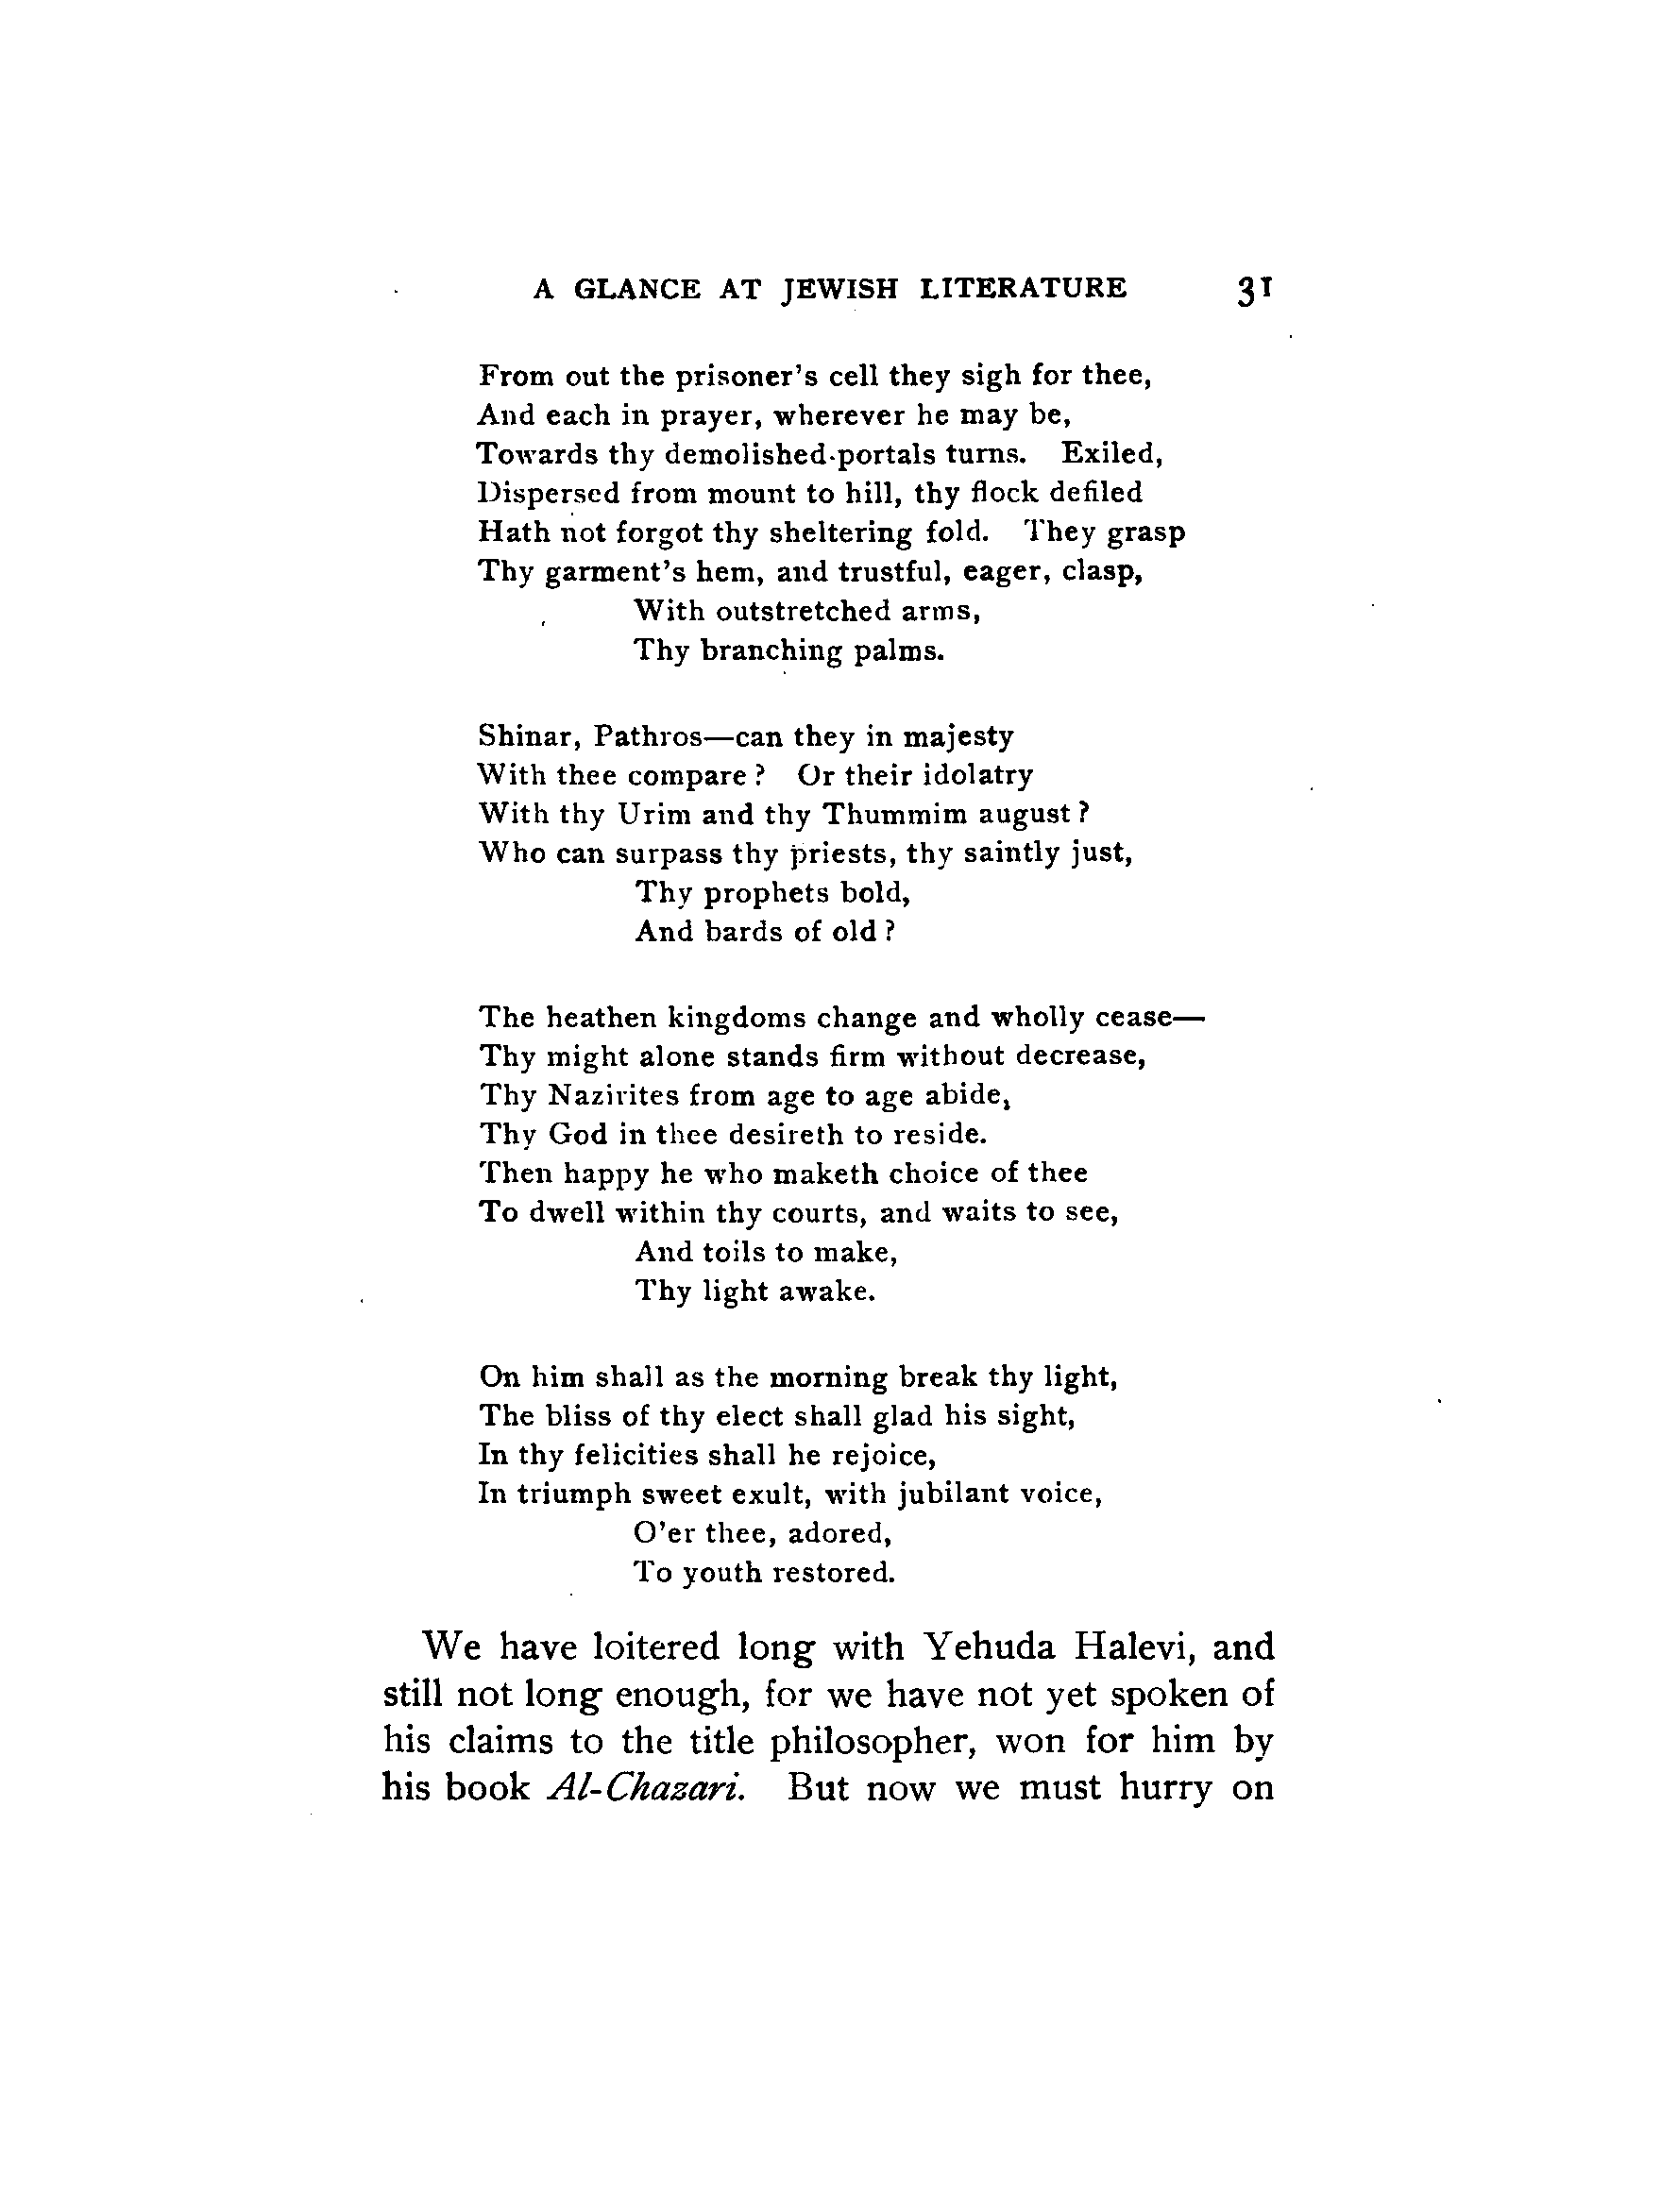 A GLANCE AT JEWISH LITERATURE 31
From out the prisoner's cell they sigh for thee,
And each in prayer, wherever he may be,
Towards thy demolished portals turns. Exiled,
Dispersed from mount to hill, thy flock defiled
Hath not forgot thy sheltering fold. They grasp
Thy garment's hem, and trustful, eager, clasp,
With outstretched arms,
Thy branching palms.
Shinar, Pathros—can they in majesty
With thee compare? Or their idolatry
With thy Urim and thy Thummim august?
Who can surpass thy priests, thy saintly just,
Thy prophets bold,
And bards of old?
The heathen kingdoms change and wholly cease—
Thy might alone stands firm without decrease,
Thy Nazirites from age to age abide,
Thy God in thee desireth to reside.
Then happy he who maketh choice of thee
To dwell within thy courts, and waits to see,
And toils to make,
Thy light awake.
On him shall as the morning break thy light,
The bliss of thy elect shall glad his sight,
In thy felicities shall he rejoice,
In triumph sweet exult, with jubilant voice,
O'er thee, adored,
To youth restored.
We have loitered long with Yehuda Halevi, and
still not long enough, for we have not yet spoken of
his claims to the title philosopher, won for him by
his book Al-Chazari. But now we must hurry on